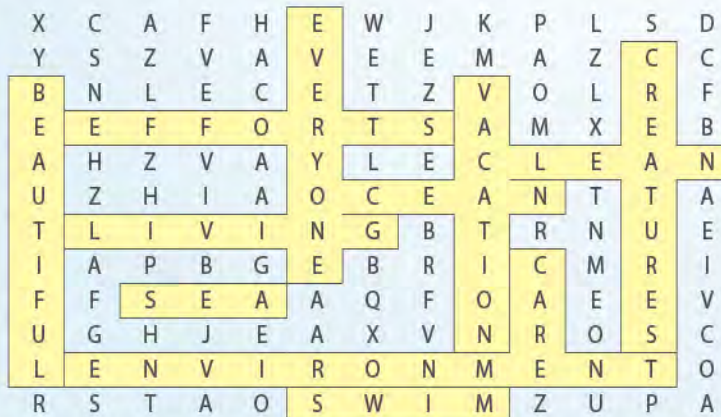 X C A F H E W J K P L S D
Y S Z V A V E E M A Z C C
B N L E C E T Z V O L R F
E E F F O R T S A M X E B
A H Z V A Y L E C L E A N
U Z H I A O C E A N T T A
T L I V I N G B T R N U E
I A P B G E B R I C M R I
F F S E A A Q F O A E E V
U G H J E A X V N R O S C
L E N V I R O N M E N T O
R S T A O S W I M Z U P A